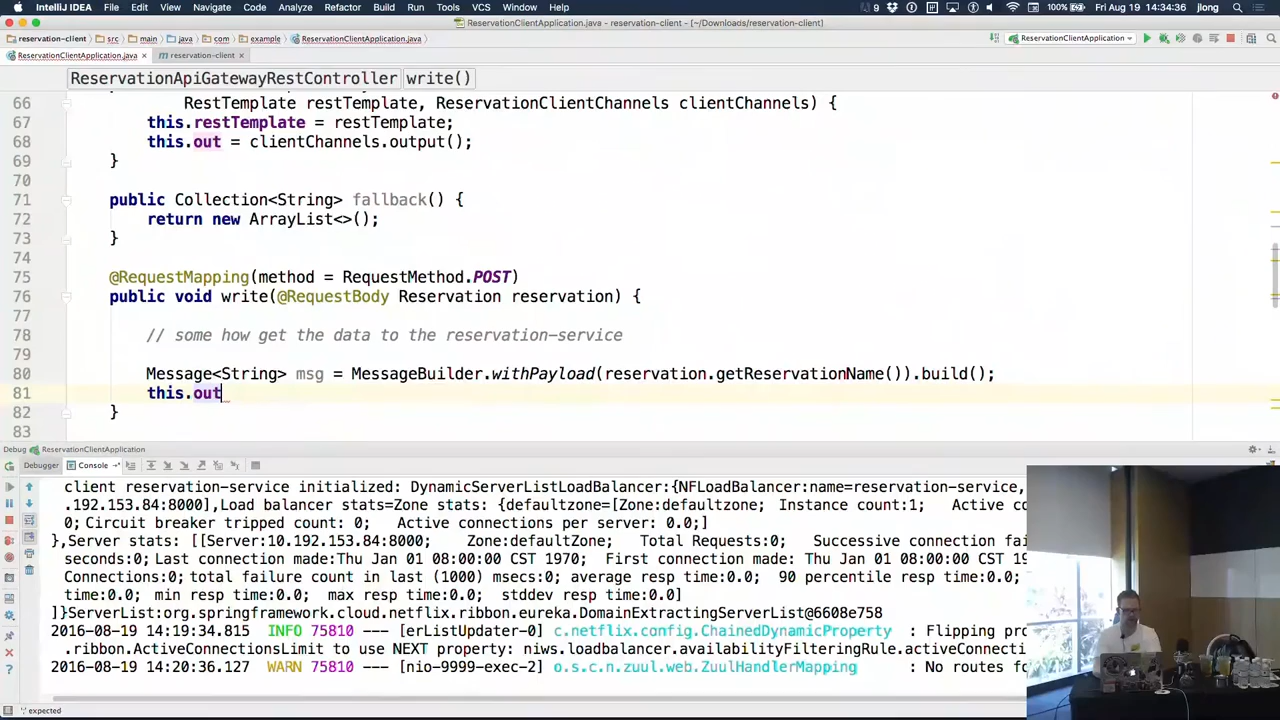 IntelliJ IDEA File Edit View Navigate Code Analyze Refactor Build Run Tools VCS Window Help 9 100% Fri Aug 19 14:34:36 jlong
ReservationClientApplication.java - reservation-client - [~/Downloads/reservation-client]
reservation-client src main java com example ReservationClientApplication.java ReservationClientApplication
ReservationClientApplication.java reservation-client
ReservationApiGatewayRestController write()
66 RestTemplate restTemplate, ReservationClientChannels clientChannels) {
67 this.restTemplate = restTemplate;
68 this.out = clientChannels.output();
69 }
70
71 public Collection<String> fallback() {
72 return new ArrayList<>();
73 }
74
75 @RequestMapping(method = RequestMethod.POST)
76 public void write(@RequestBody Reservation reservation) {
77
78 // some how get the data to the reservation-service
79
80 Message<String> msg = MessageBuilder.withPayload(reservation.getReservationName()).build();
81 this.out
82 }
83
Debug ReservationClientApplication
Debugger Console
client reservation-service initialized: DynamicServerListLoadBalancer:{NFLoadBalancer:name=reservation-service,
.192.153.84:8000],Load balancer stats=Zone stats: {defaultzone=[Zone:defaultzone; Instance count:1; Active co
0; Circuit breaker tripped count: 0; Active connections per server: 0.0;]
},Server stats: [[Server:10.192.153.84:8000; Zone:defaultZone; Total Requests:0; Successive connection fai
seconds:0; Last connection made:Thu Jan 01 08:00:00 CST 1970; First connection made: Thu Jan 01 08:00:00 CST 19
Connections:0; total failure count in last (1000) msecs:0; average resp time:0.0; 90 percentile resp time:0.0
time:0.0; min resp time:0.0; max resp time:0.0; stddev resp time:0.0]
]}ServerList:org.springframework.cloud.netflix.ribbon.eureka.DomainExtractingServerList@6608e758
2016-08-19 14:19:34.815 INFO 75810 --- [erListUpdater-0] c.netflix.config.ChainedDynamicProperty : Flipping pro
.ribbon.ActiveConnectionsLimit to use NEXT property: niws.loadbalancer.availabilityFilteringRule.activeConnectio
2016-08-19 14:20:36.127 WARN 75810 --- [nio-9999-exec-2] o.s.c.n.zuul.web.ZuulHandlerMapping : No routes fo
';' expected